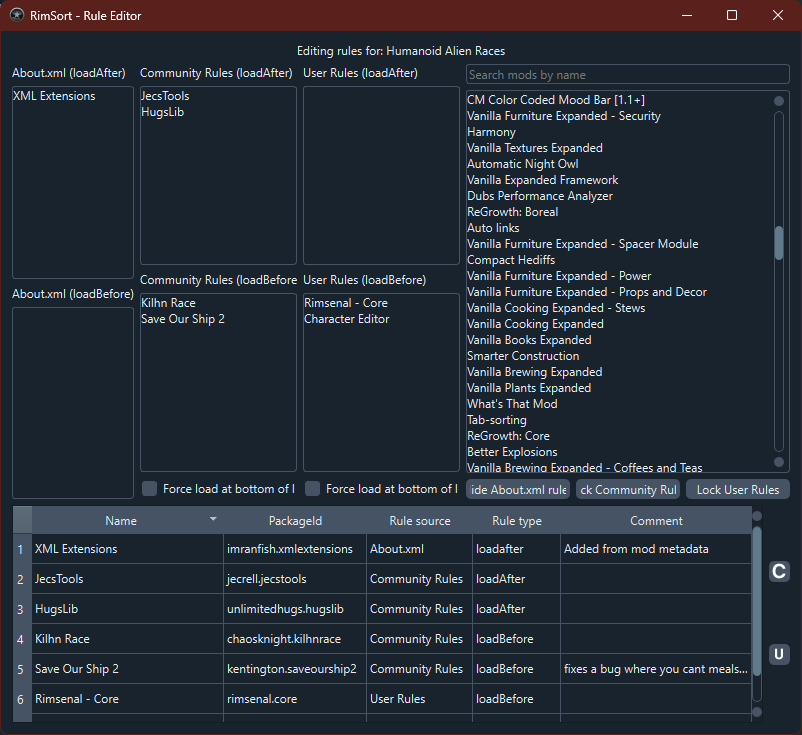 RimSort - Rule Editor
Editing rules for: Humanoid Alien Races
About.xml (loadAfter)
XML Extensions
About.xml (loadBefore)
Community Rules (loadAfter)
JecsTools
HugsLib
Community Rules (loadBefore
Kilhn Race
Save Our Ship 2
Force load at bottom of l
User Rules (loadAfter)
User Rules (loadBefore)
Rimsenal - Core
Character Editor
Force load at bottom of l
Search mods by name
CM Color Coded Mood Bar [1.1+]
Vanilla Furniture Expanded - Security
Harmony
Vanilla Textures Expanded
Automatic Night Owl
Vanilla Expanded Framework
Dubs Performance Analyzer
ReGrowth: Boreal
Auto links
Vanilla Furniture Expanded - Spacer Module
Compact Hediffs
Vanilla Furniture Expanded - Power
Vanilla Furniture Expanded - Props and Decor
Vanilla Cooking Expanded - Stews
Vanilla Cooking Expanded
Vanilla Books Expanded
Smarter Construction
Vanilla Brewing Expanded
Vanilla Plants Expanded
What's That Mod
Tab-sorting
ReGrowth: Core
Better Explosions
Vanilla Brewing Expanded - Coffees and Teas
ide About.xml rule
ck Community Rul
Lock User Rules
Name PackageId Rule source Rule type Comment
1 XML Extensions imranfish.xmlextensions About.xml loadafter Added from mod metadata
2 JecsTools jecrell.jecstools Community Rules loadAfter
3 HugsLib unlimitedhugs.hugslib Community Rules loadAfter
4 Kilhn Race chaosknight.kilhnrace Community Rules loadBefore
5 Save Our Ship 2 kentington.saveourship2 Community Rules loadBefore fixes a bug where you cant meals...
6 Rimsenal - Core rimsenal.core User Rules loadBefore
C
U